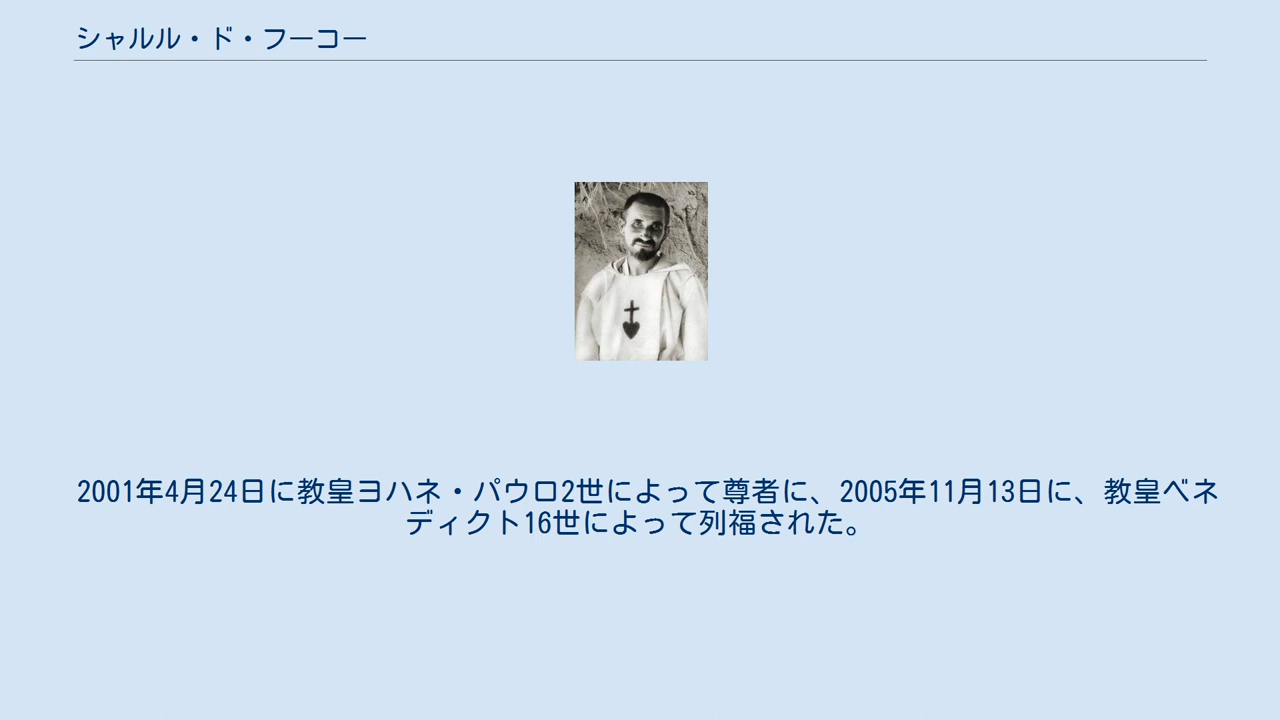 シャルル・ド・フーコー
2001年4月24日に教皇ヨハネ・パウロ2世によって尊者に、2005年11月13日に、教皇ベネ
ディクト16世によって列福された。